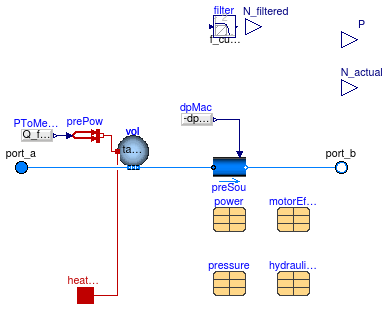 filter
N_filtered
P
f_cu...
N_actual
dpMac
PToMe...
prePow
vol
-dp...
Q_f...
ta...
port_a
port_b
preSou
power
motorEf...
pressure
hydrauli...
heat...